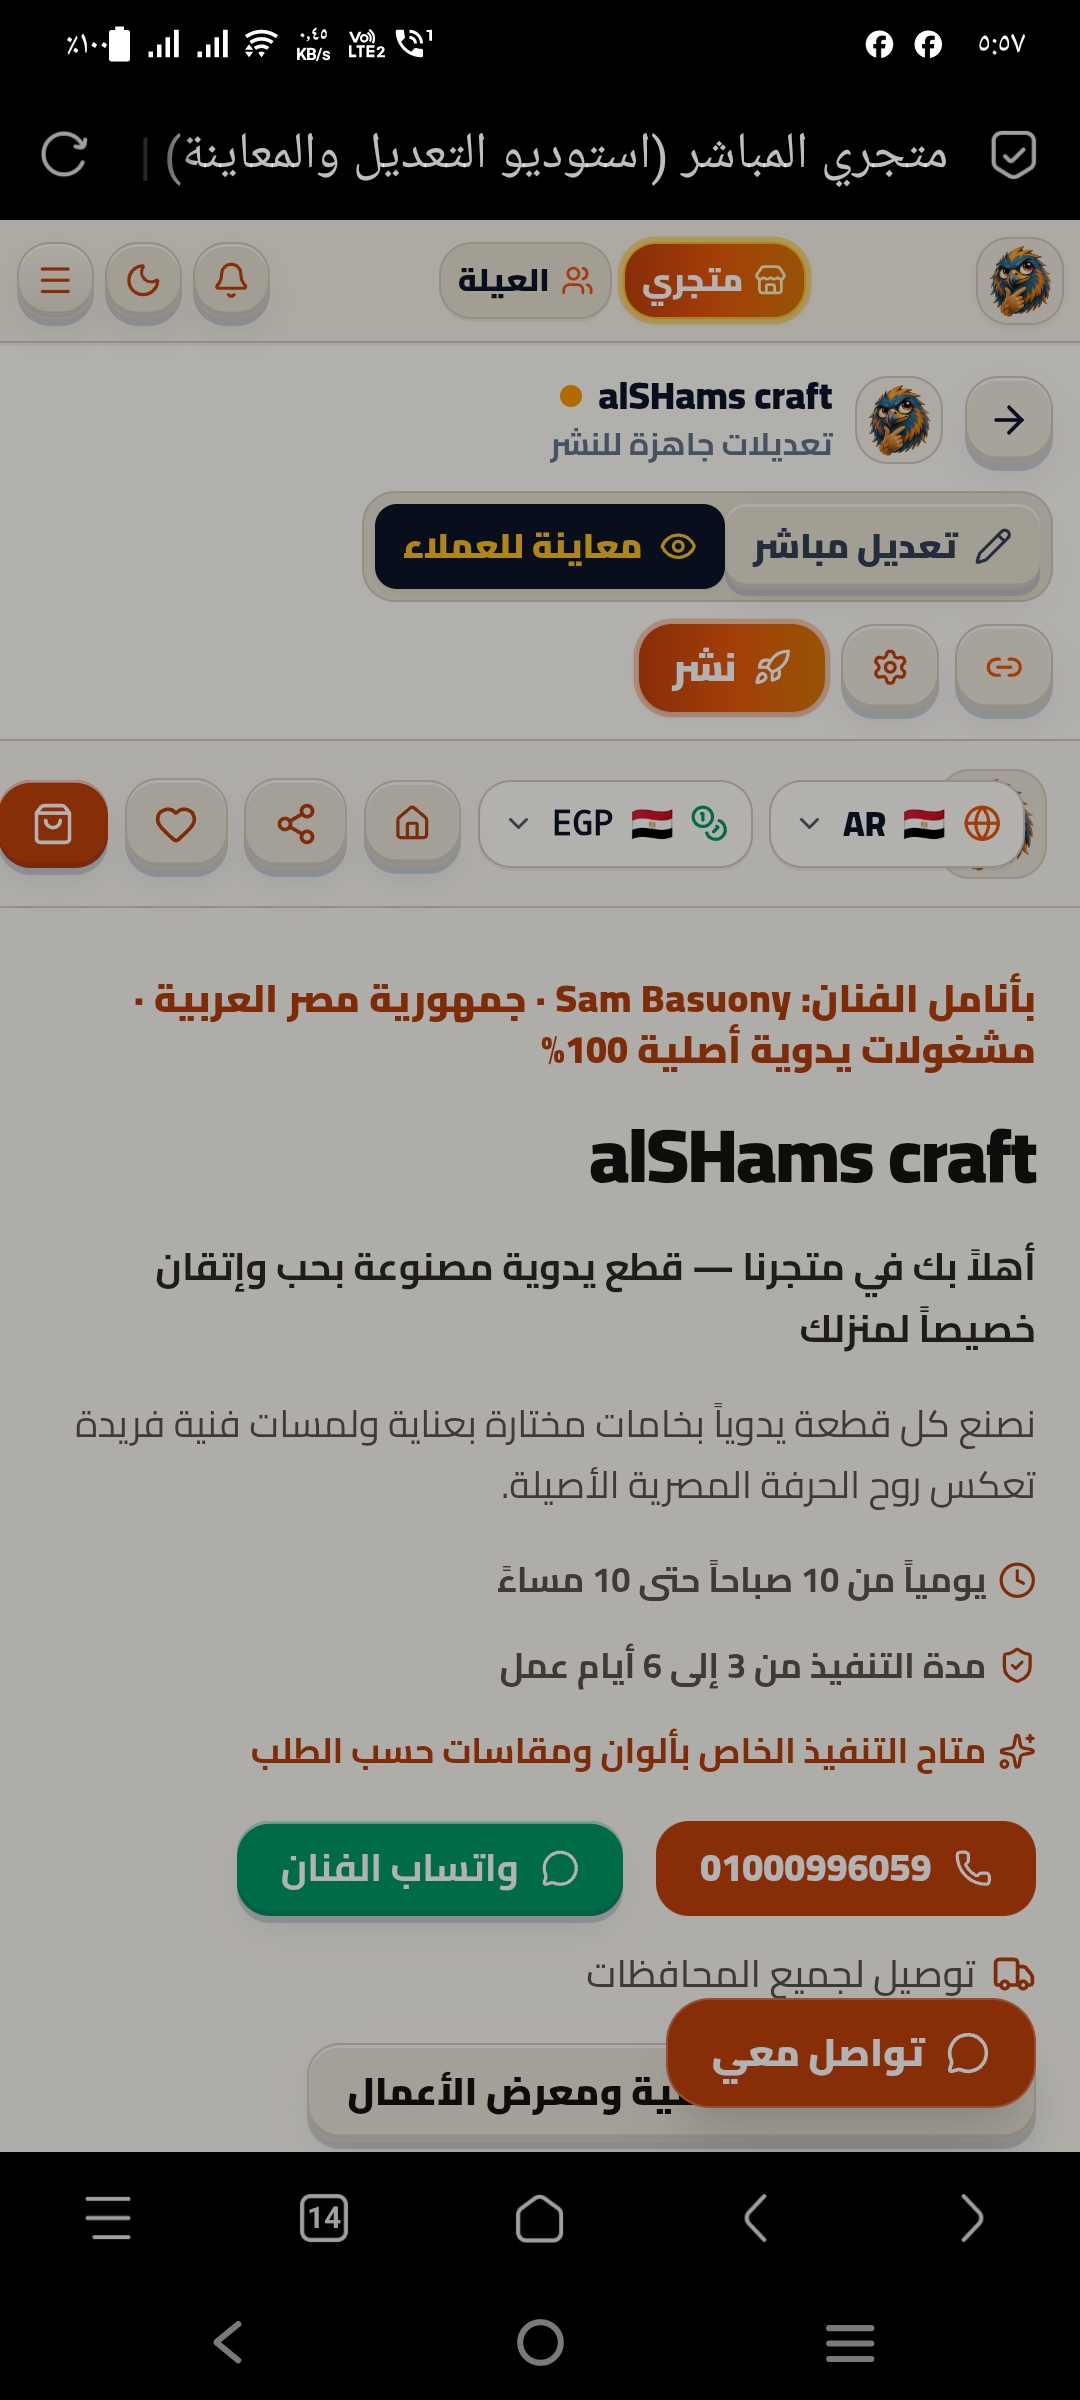 ٪١٠٠
٠٫٤٥ KB/s
Vo) LTE2
1
٥:٥٧
متجري المباشر (استوديو التعديل والمعاينة) |
متجري
العيلة
alSHams craft
تعديلات جاهزة للنشر
تعديل مباشر
معاينة للعملاء
نشر
AR
EGP
بأنامل الفنان: Sam Basuony · جمهورية مصر العربية ·
مشغولات يدوية أصلية 100%
alSHams craft
أهلاً بك في متجرنا — قطع يدوية مصنوعة بحب وإتقان
خصيصاً لمنزلك
نصنع كل قطعة يدوياً بخامات مختارة بعناية ولمسات فنية فريدة
تعكس روح الحرفة المصرية الأصيلة.
يومياً من 10 صباحاً حتى 10 مساءً
مدة التنفيذ من 3 إلى 6 أيام عمل
متاح التنفيذ الخاص بألوان ومقاسات حسب الطلب
01000996059
واتساب الفنان
توصيل لجميع المحافظات
تواصل معي
ومعرض الأعمال
14